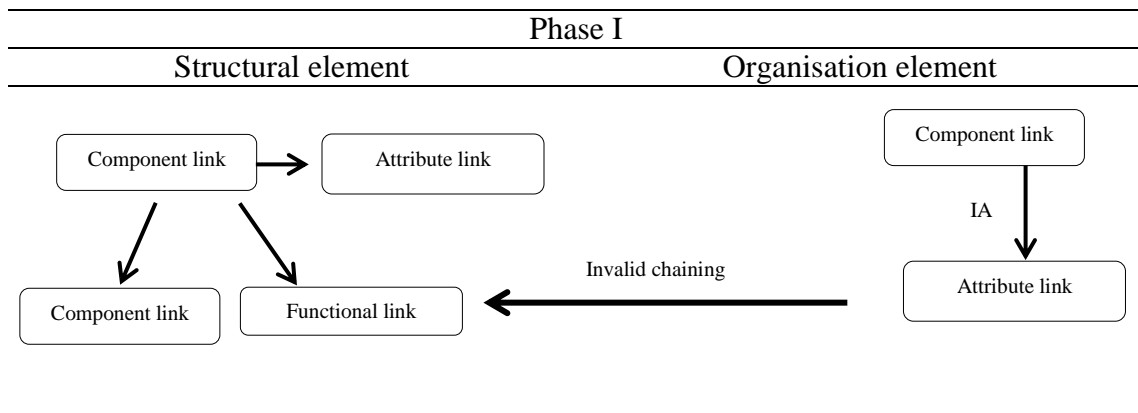 Phase I
Structural element
Organisation element
Component link
Attribute link
Component link
Functional link
Invalid chaining
Component link
IA
Attribute link